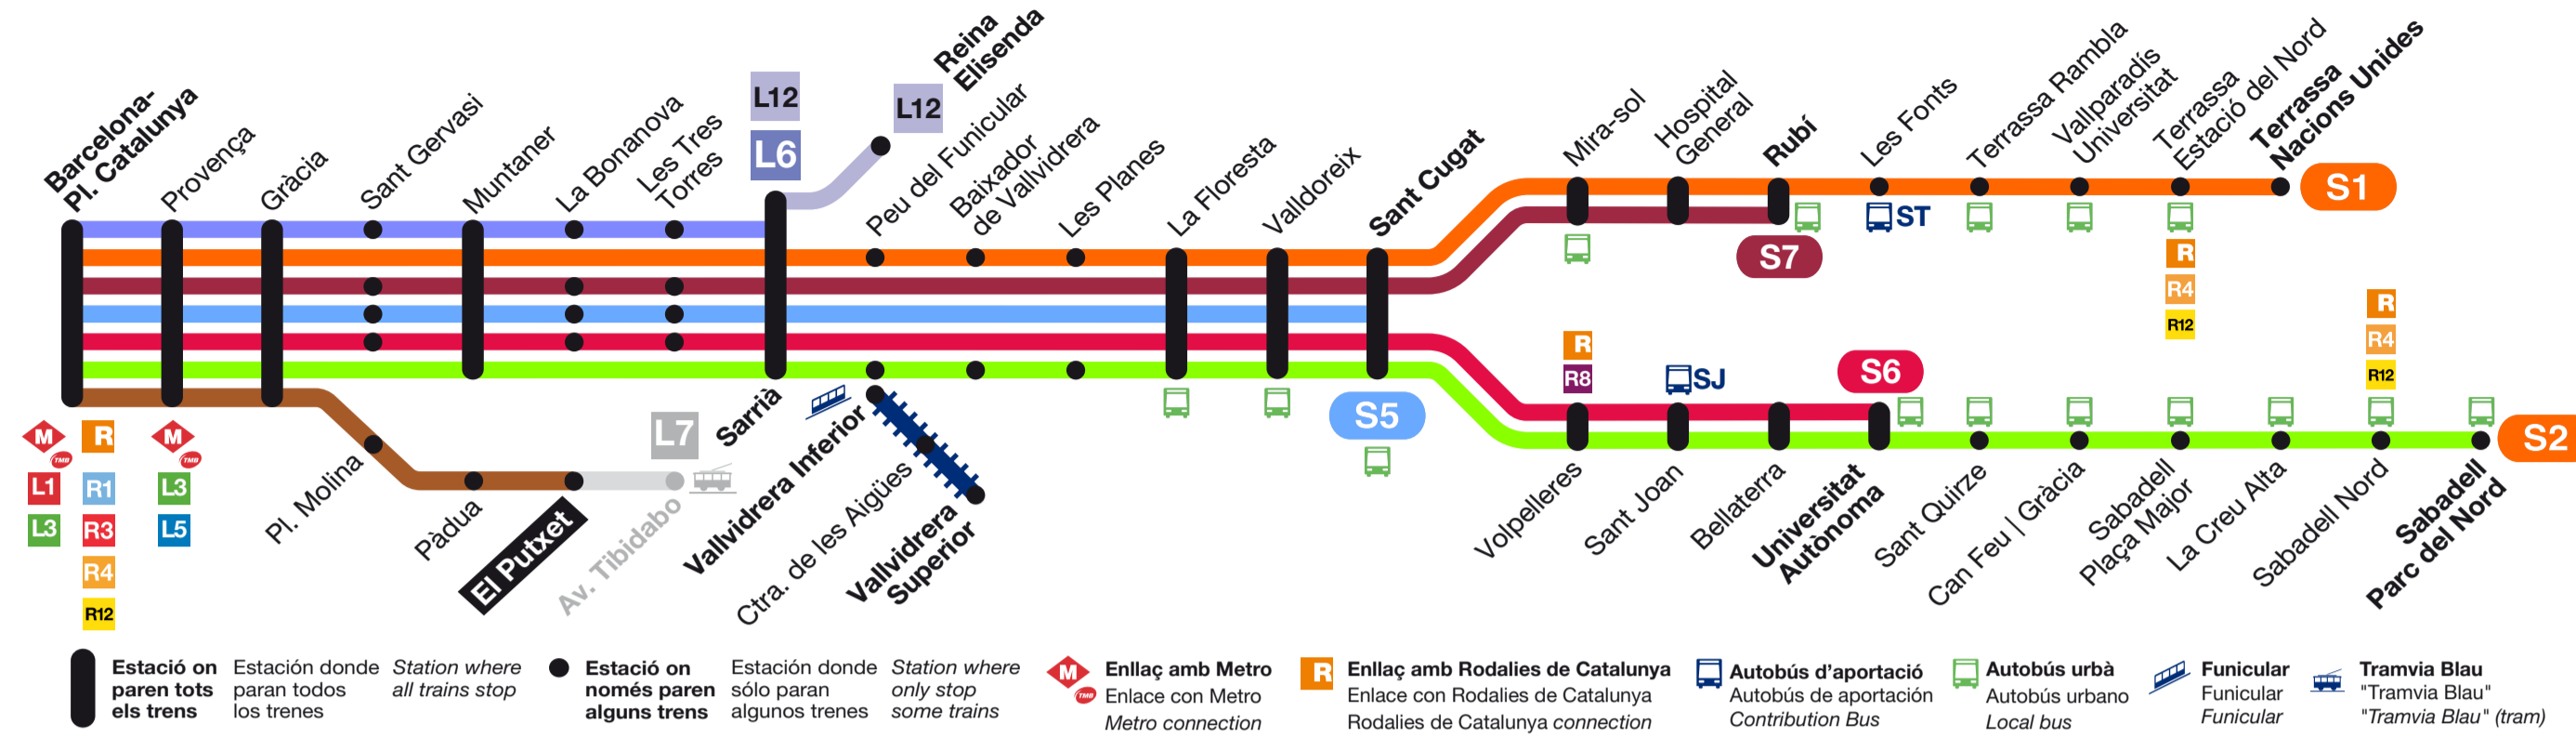 Barcelona-
Pl. Catalunya
Provença
Gràcia
Sant Gervasi
Muntaner
La Bonanova
Les Tres
Torres
L12
L6
L12
Reina
Elisenda
Peu del Funicular
Baixador
de Vallvidrera
Les Planes
La Floresta
Valldoreix
Sant Cugat
Mira-sol
Hospital
General
Rubí
Les Fonts
Terrassa Rambla
Vallparadís
Universitat
Terrassa
Estació del Nord
Terrassa
Nacions Unides
S1
ST
S7
R
R4
R12
R
R4
R12
R
R8
SJ
S6
S5
S2
M
TMB
L1
L3
R
R1
R3
R4
R12
M
TMB
L3
L5
Pl. Molina
Pàdua
El Putxet
L7
Av. Tibidabo
Sarrià
Vallvidrera Inferior
Ctra. de les Aigües
Vallvidrera
Superior
Volpelleres
Sant Joan
Bellaterra
Universitat
Autònoma
Sant Quirze
Can Feu | Gràcia
Sabadell
Plaça Major
La Creu Alta
Sabadell Nord
Sabadell
Parc del Nord
Estació on
paren tots
els trens
Estación donde
paran todos
los trenes
Station where
all trains stop
Estació on
només paren
alguns trens
Estación donde
sólo paran
algunos trenes
Station where
only stop
some trains
M
TMB
Enllaç amb Metro
Enlace con Metro
Metro connection
R
Enllaç amb Rodalies de Catalunya
Enlace con Rodalies de Catalunya
Rodalies de Catalunya connection
Autobús d'aportació
Autobús de aportación
Contribution Bus
Autobús urbà
Autobús urbano
Local bus
Funicular
Funicular
Funicular
Tramvia Blau
"Tramvia Blau"
"Tramvia Blau" (tram)